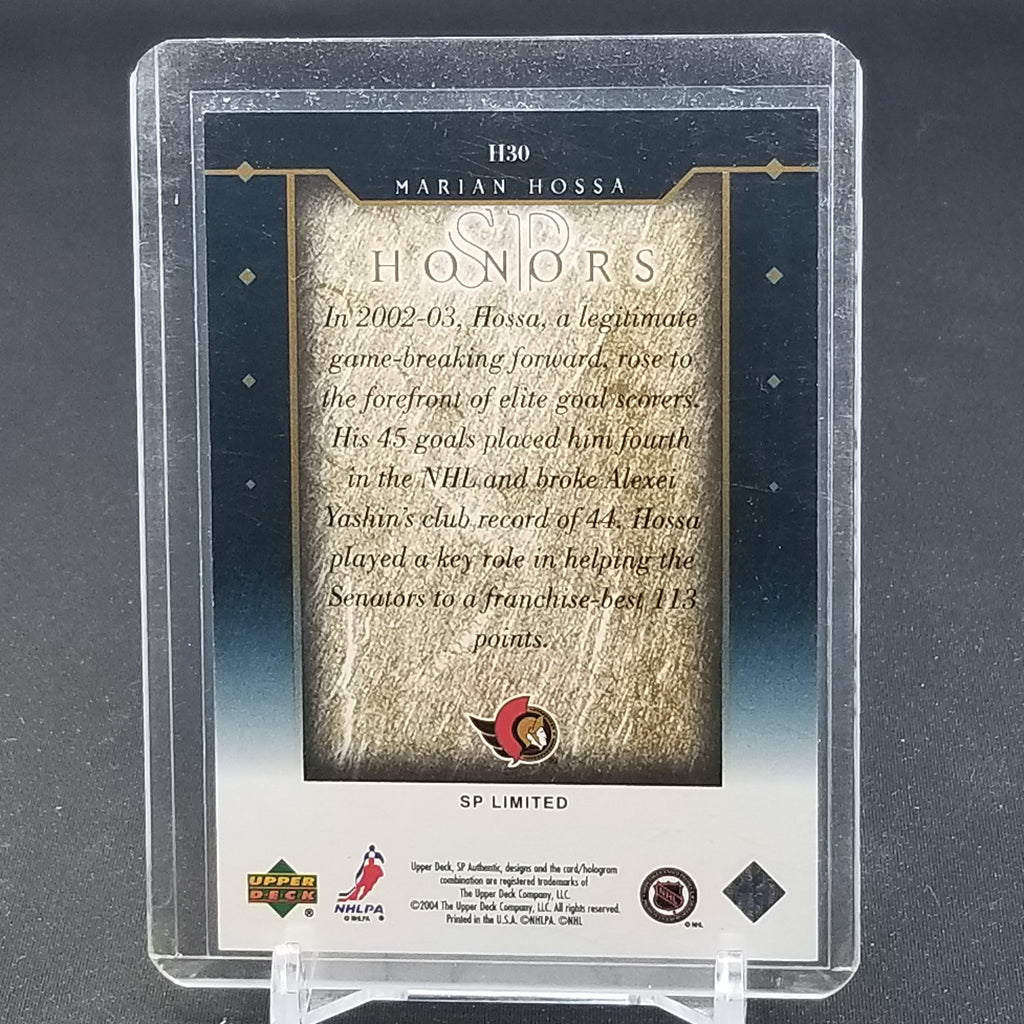 H30
MARIAN HOSSA
SP
HONORS
In 2002-03, Hossa, a legitimate
game-breaking forward, rose to
the forefront of elite goal scorers.
His 45 goals placed him fourth
in the NHL and broke Alexei
Yashin's club record of 44. Hossa
played a key role in helping the
Senators to a franchise-best 113
points.
SP LIMITED
UPPER
DECK
®
NHLPA
© NHLPA ®
Upper Deck, SP Authentic, designs and the card/hologram
combination are registered trademarks of
The Upper Deck Company, LLC.
©2004 The Upper Deck Company, LLC. All rights reserved.
Printed in the U.S.A. ©NHLPA. ©NHL
NHL
© NHL